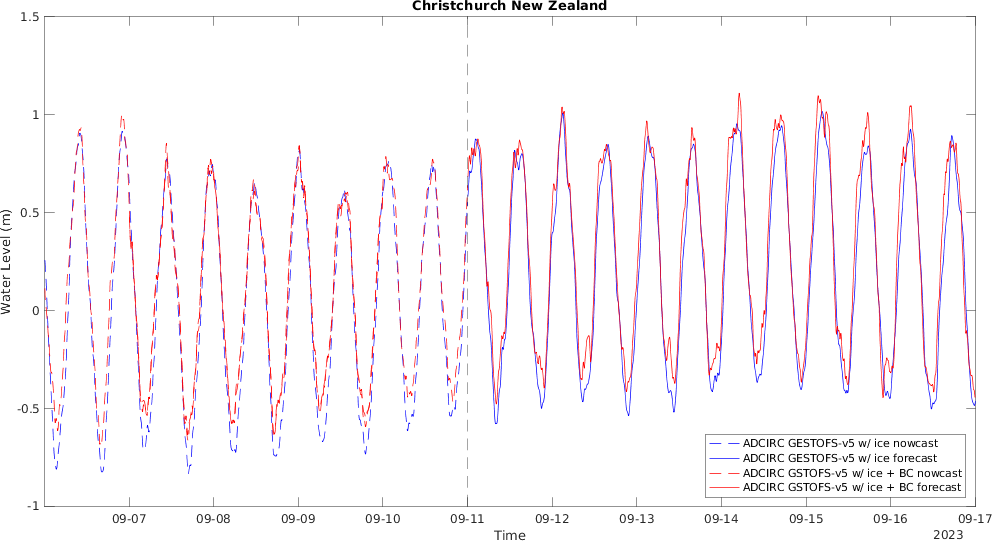 Christchurch New Zealand
1.5
1
0.5
0
-0.5
-1
Water Level (m)
09-07 09-08 09-09 09-10 09-11 09-12 09-13 09-14 09-15 09-16 09-17
Time
2023
ADCIRC GESTOFS-v5 w/ ice nowcast
ADCIRC GESTOFS-v5 w/ ice forecast
ADCIRC GSTOFS-v5 w/ ice + BC nowcast
ADCIRC GSTOFS-v5 w/ ice + BC forecast